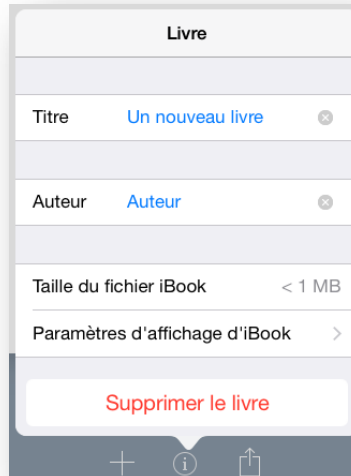 Livre
Titre Un nouveau livre
Auteur Auteur
Taille du fichier iBook < 1 MB
Paramètres d'affichage d'iBook
Supprimer le livre